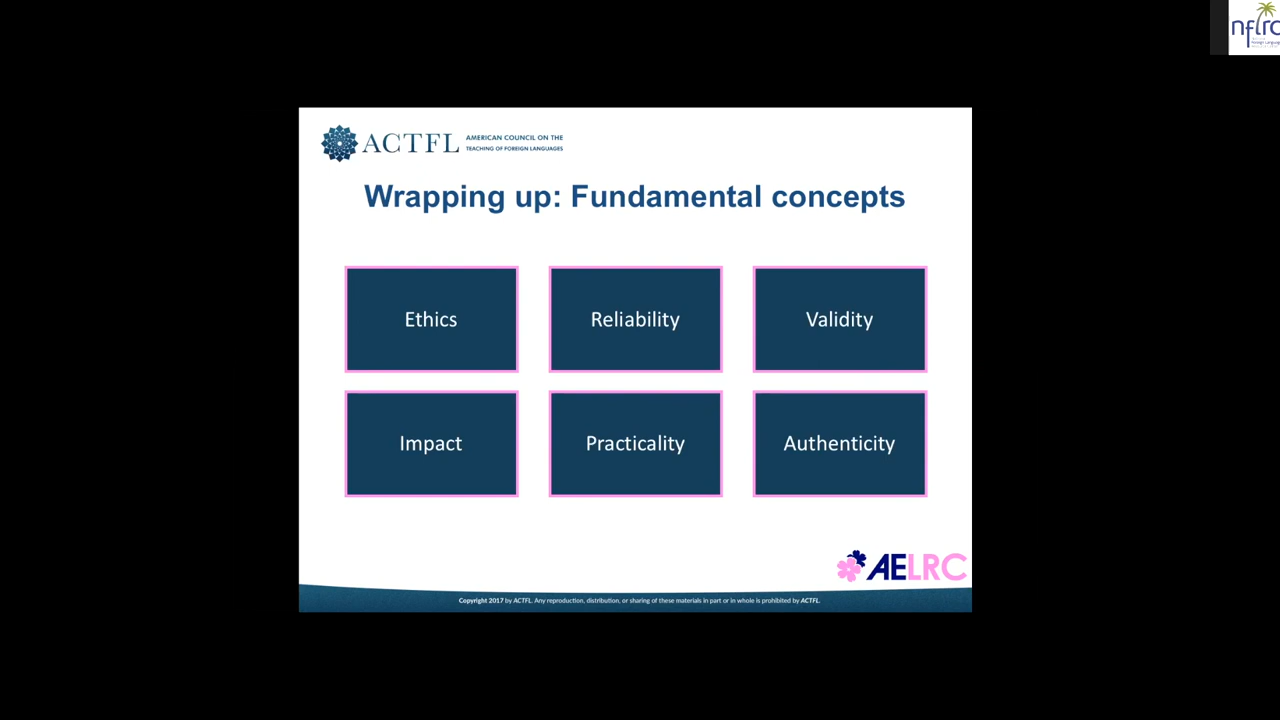 nflrc
ACTFL
AMERICAN COUNCIL ON THE
TEACHING OF FOREIGN LANGUAGES
Wrapping up: Fundamental concepts
Ethics
Reliability
Validity
Impact
Practicality
Authenticity
AELRC
Copyright 2017 by ACTFL. Any reproduction, distribution, or sharing of these materials in part or in whole is prohibited by ACTFL.